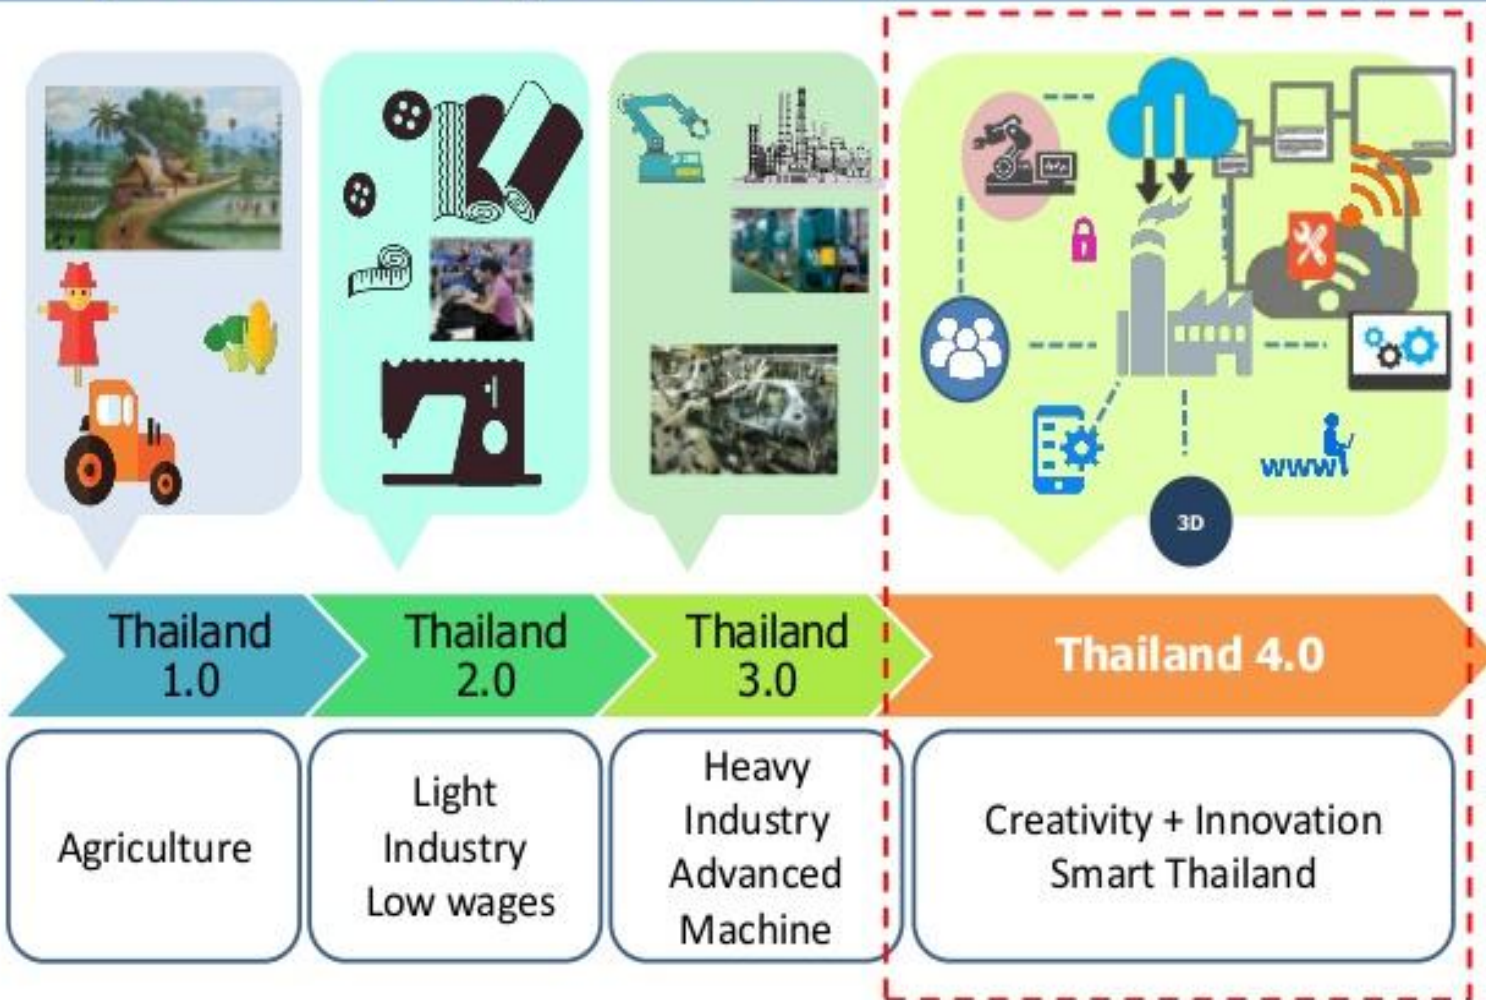 3D
www
Thailand
1.0
Thailand
2.0
Thailand
3.0
Thailand 4.0
Agriculture
Light
Industry
Low wages
Heavy
Industry
Advanced
Machine
Creativity + Innovation
Smart Thailand